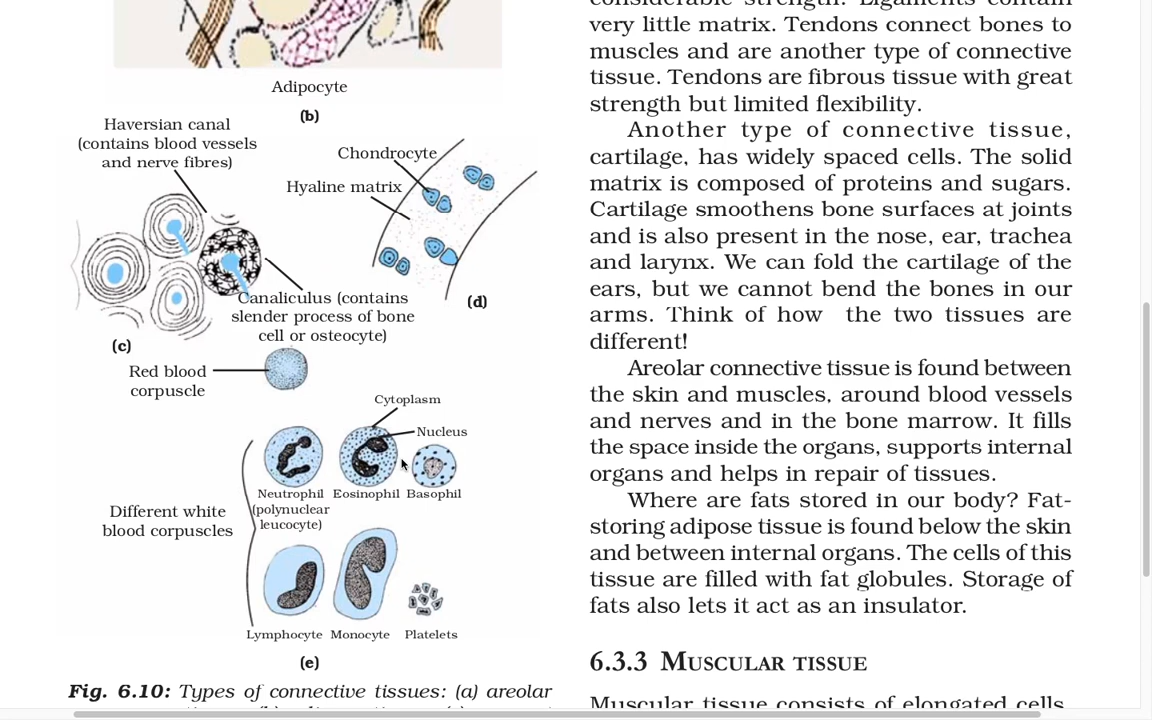 Adipocyte
(b)
Haversian canal
(contains blood vessels
and nerve fibres)
Chondrocyte
Hyaline matrix
Canaliculus (contains
slender process of bone
cell or osteocyte)
(d)
(c)
Red blood
corpuscle
Cytoplasm
Nucleus
Neutrophil Eosinophil Basophil
(polynuclear
leucocyte)
Different white
blood corpuscles
Lymphocyte Monocyte Platelets
(e)
Fig. 6.10: Types of connective tissues: (a) areolar
considerable strength. Ligaments contain
very little matrix. Tendons connect bones to
muscles and are another type of connective
tissue. Tendons are fibrous tissue with great
strength but limited flexibility.
Another type of connective tissue,
cartilage, has widely spaced cells. The solid
matrix is composed of proteins and sugars.
Cartilage smoothens bone surfaces at joints
and is also present in the nose, ear, trachea
and larynx. We can fold the cartilage of the
ears, but we cannot bend the bones in our
arms. Think of how the two tissues are
different!
Areolar connective tissue is found between
the skin and muscles, around blood vessels
and nerves and in the bone marrow. It fills
the space inside the organs, supports internal
organs and helps in repair of tissues.
Where are fats stored in our body? Fat-
storing adipose tissue is found below the skin
and between internal organs. The cells of this
tissue are filled with fat globules. Storage of
fats also lets it act as an insulator.
6.3.3 MUSCULAR TISSUE
Muscular tissue consists of elongated cells,